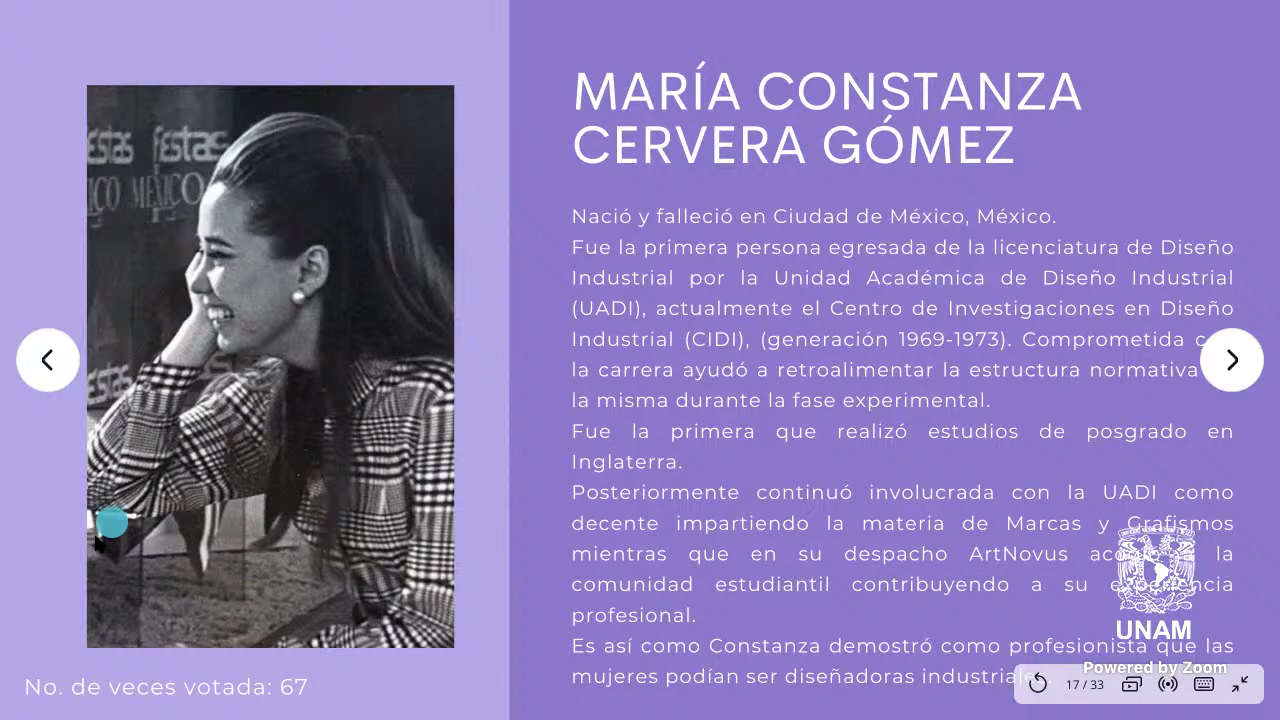 MARÍA CONSTANZA
CERVERA GÓMEZ
Nació y falleció en Ciudad de México, México.
Fue la primera persona egresada de la licenciatura de Diseño
Industrial por la Unidad Académica de Diseño Industrial
(UADI), actualmente el Centro de Investigaciones en Diseño
Industrial (CIDI), (generación 1969-1973). Comprometida
la carrera ayudó a retroalimentar la estructura normativa
la misma durante la fase experimental.
Fue la primera que realizó estudios de posgrado en
Inglaterra.
Posteriormente continuó involucrada con la UADI como
decente impartiendo la materia de Marcas y Grafismos
mientras que en su despacho ArtNovus la
comunidad estudiantil contribuyendo a su experiencia
profesional.
Es así como Constanza demostró como profesionista que las
mujeres podían ser diseñadoras industriales.
No. de veces votada: 67
fiestas
MÉXICO
UNAM
Powered by Zoom
17 / 33